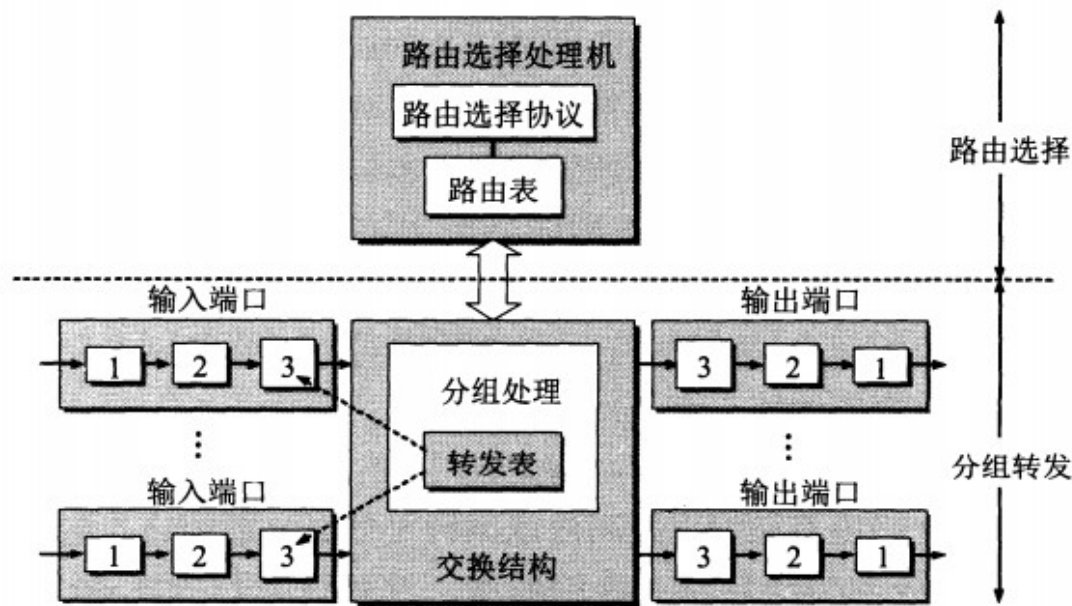 路由选择处理机
路由选择协议
路由表
路由选择
输入端口
1 2 3
输出端口
3 2 1
分组处理
转发表
⋮
⋮
分组转发
输入端口
1 2 3
输出端口
3 2 1
交换结构